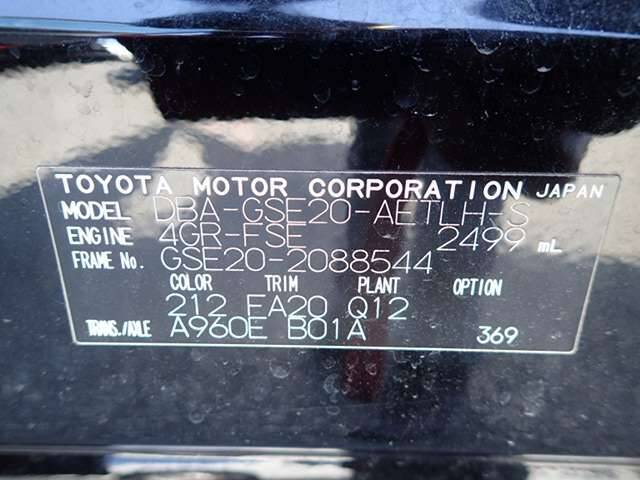 TOYOTA MOTOR CORPORATION JAPAN
MODEL DBA-GSE20-AETLH-S
ENGINE 4GR-FSE 2499 mL
FRAME No. GSE20-2088544
COLOR TRIM PLANT OPTION
212 FA20 Q12
TRANS./AXLE A960E B01A 369